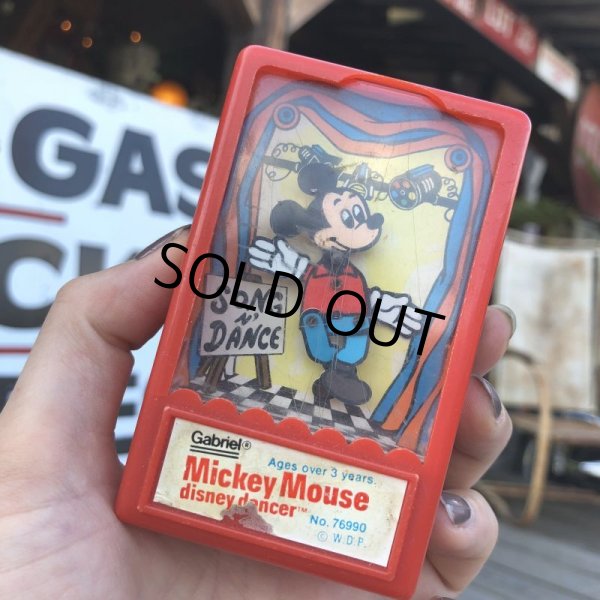 GAS
SOLD OUT
SONG
N'
DANCE
Gabriel®
Ages over 3 years.
Mickey Mouse
disney dancer™
No. 76990
© W.D.P.